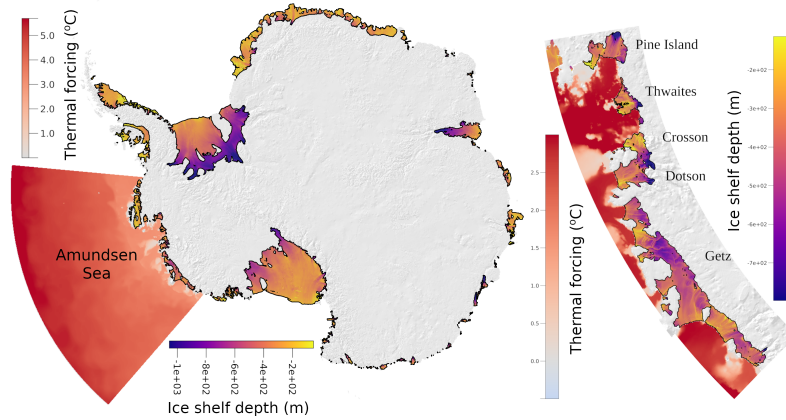 5.0
4.0
3.0
2.0
1.0
Thermal forcing (°C)
Amundsen
Sea
-1e+03
-8e+02
-6e+02
-4e+02
-2e+02
Ice shelf depth (m)
Pine Island
Thwaites
Crosson
Dotson
Getz
2.5
2.0
1.5
1.0
0.5
0.0
Thermal forcing (°C)
-2e+02
-3e+02
-4e+02
-5e+02
-6e+02
-7e+02
Ice shelf depth (m)